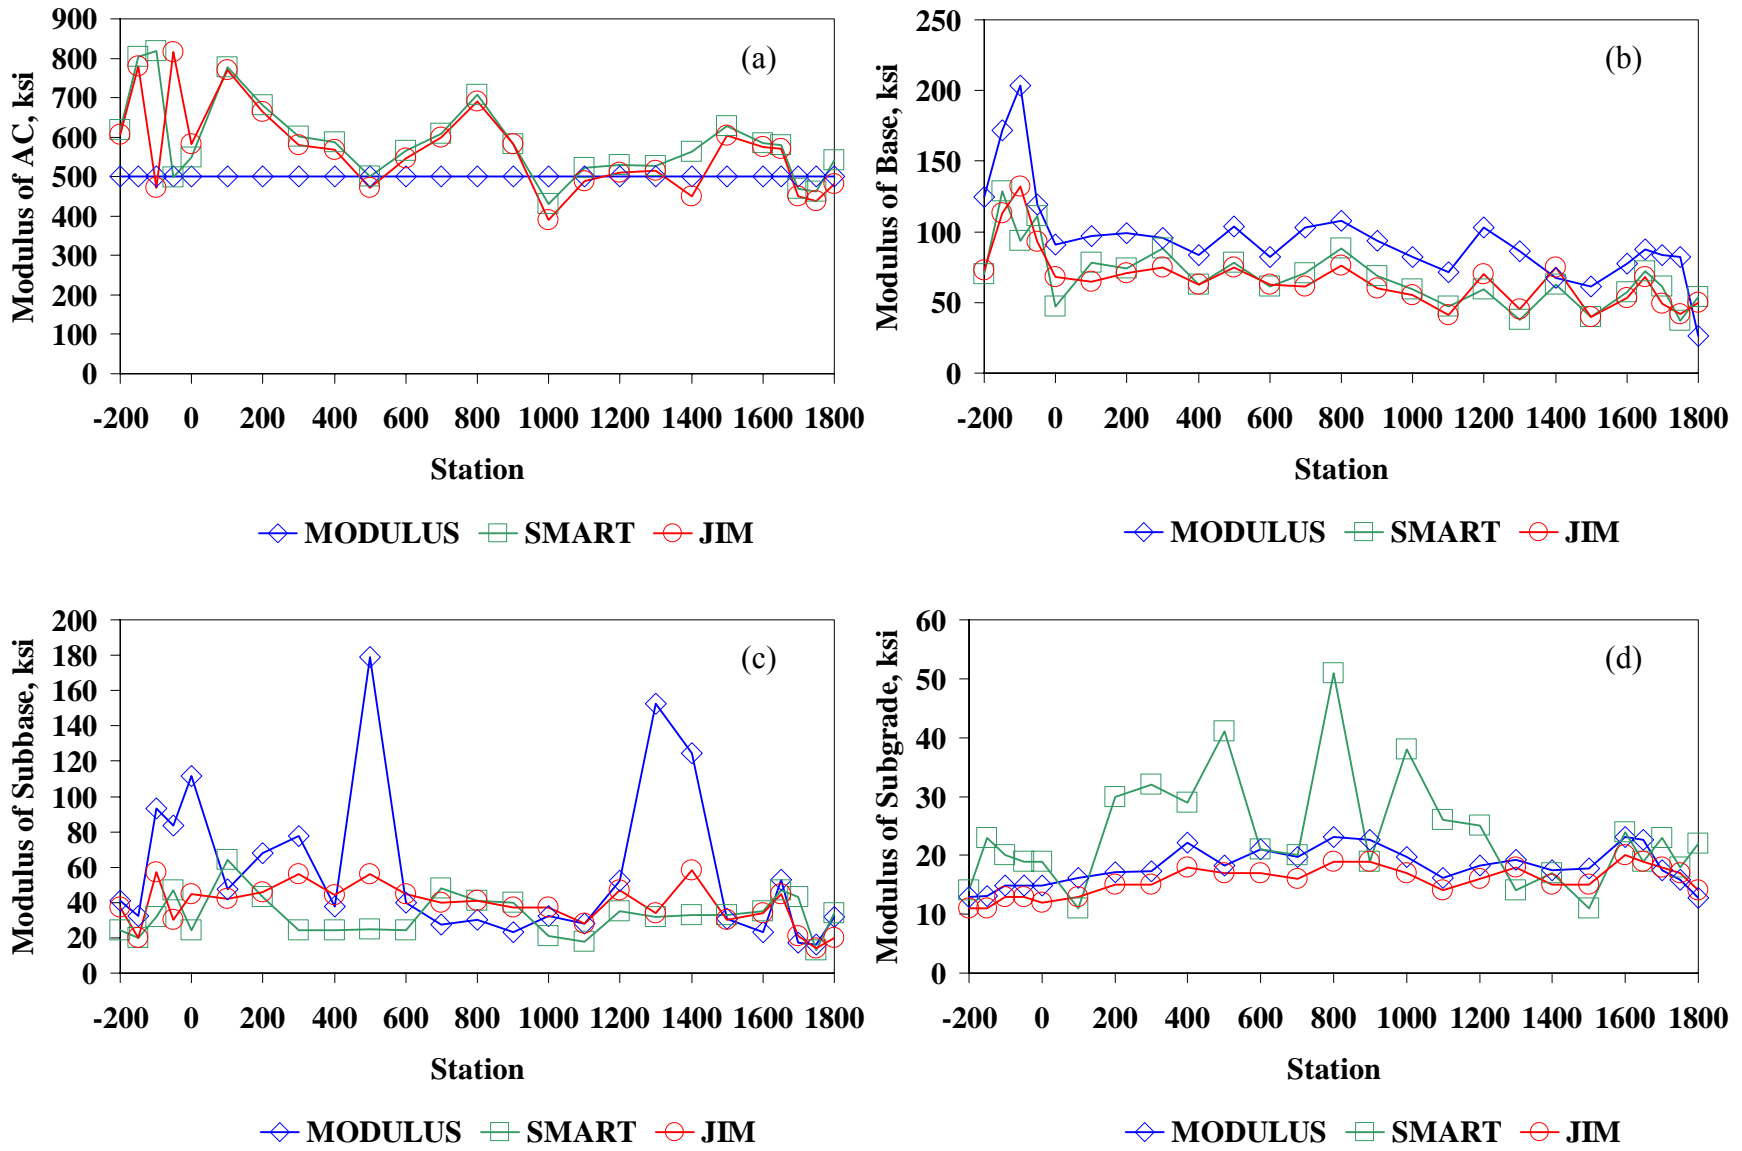 (a)
Modulus of AC, ksi
900
800
700
600
500
400
300
200
100
0
-200 0 200 400 600 800 1000 1200 1400 1600 1800
Station
MODULUS SMART JIM
(b)
Modulus of Base, ksi
250
200
150
100
50
0
-200 0 200 400 600 800 1000 1200 1400 1600 1800
Station
MODULUS SMART JIM
(c)
Modulus of Subbase, ksi
200
180
160
140
120
100
80
60
40
20
0
-200 0 200 400 600 800 1000 1200 1400 1600 1800
Station
MODULUS SMART JIM
(d)
Modulus of Subgrade, ksi
60
50
40
30
20
10
0
-200 0 200 400 600 800 1000 1200 1400 1600 1800
Station
MODULUS SMART JIM